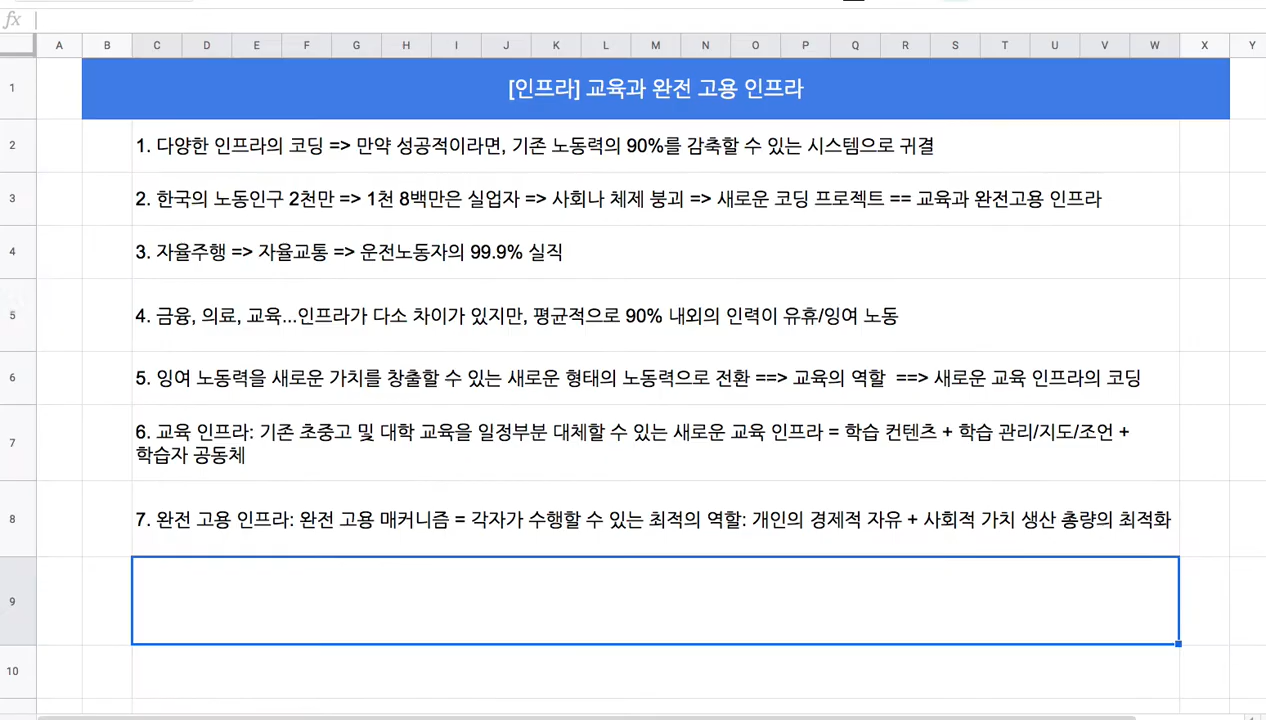 fx
A B C D E F G H I J K L M N O P Q R S T U V W X Y
1 [인프라] 교육과 완전 고용 인프라
2 1. 다양한 인프라의 코딩 => 만약 성공적이라면, 기존 노동력의 90%를 감축할 수 있는 시스템으로 귀결
3 2. 한국의 노동인구 2천만 => 1천 8백만은 실업자 => 사회나 체제 붕괴 => 새로운 코딩 프로젝트 == 교육과 완전고용 인프라
4 3. 자율주행 => 자율교통 => 운전노동자의 99.9% 실직
5 4. 금융, 의료, 교육...인프라가 다소 차이가 있지만, 평균적으로 90% 내외의 인력이 유휴/잉여 노동
6 5. 잉여 노동력을 새로운 가치를 창출할 수 있는 새로운 형태의 노동력으로 전환 ==> 교육의 역할 ==> 새로운 교육 인프라의 코딩
7 6. 교육 인프라: 기존 초중고 및 대학 교육을 일정부분 대체할 수 있는 새로운 교육 인프라 = 학습 컨텐츠 + 학습 관리/지도/조언 +
학습자 공동체
8 7. 완전 고용 인프라: 완전 고용 매커니즘 = 각자가 수행할 수 있는 최적의 역할: 개인의 경제적 자유 + 사회적 가치 생산 총량의 최적화
9
10